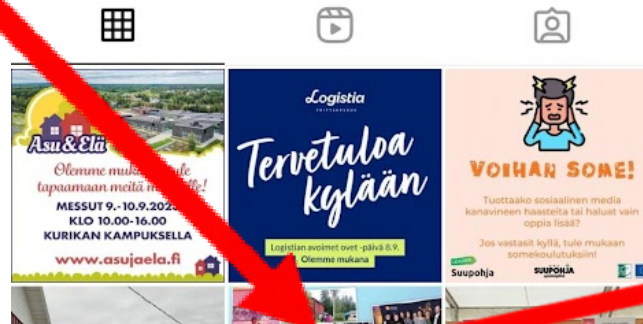 Asu & Elä
Olemme
tapaamaan meitä
MESSUT 9.-10.9.2023
KLO 10.00-16.00
KURIKAN KAMPUKSELLA
www.asujaela.fi
Logistia
YRITYSKESKUS
Tervetuloa
kylään
Logistian avoimet ovet -päivä 8.9.
Olemme mukana
VOIHAN SOME!
Tuottaako sosiaalinen media
kanavineen haasteita tai haluat vain
oppia lisää?
Jos vastasit kyllä, tule mukaan
somekoulutuksiin!
Suupohja
SUUPOHJA